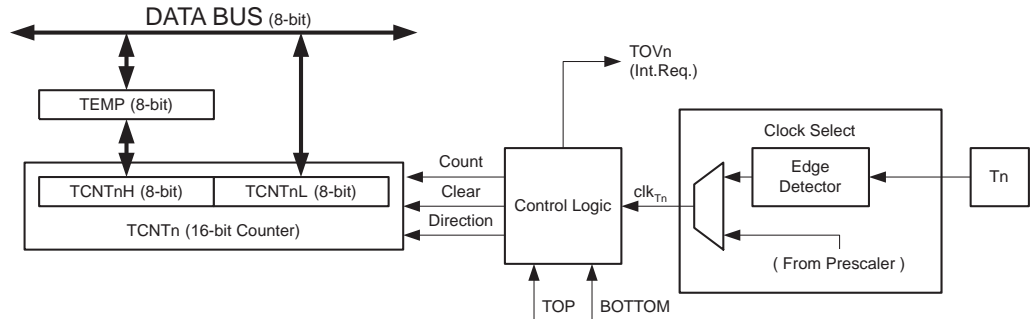 DATA BUS (8-bit)
TOVn
(Int.Req.)
TEMP (8-bit)
Clock Select
Count
Edge
Detector
Tn
TCNTnH (8-bit)
TCNTnL (8-bit)
Clear
Control Logic
clkTn
TCNTn (16-bit Counter)
Direction
( From Prescaler )
TOP
BOTTOM